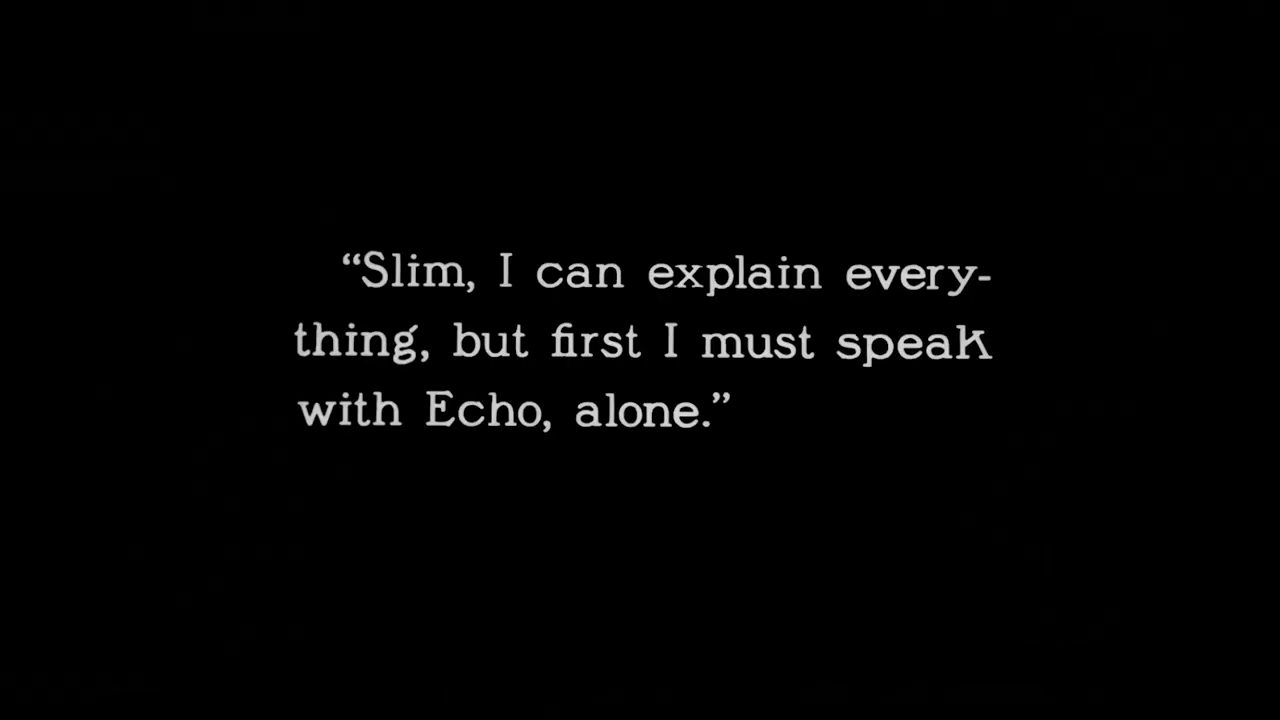 “Slim, I can explain every-
thing, but first I must speak
with Echo, alone.”